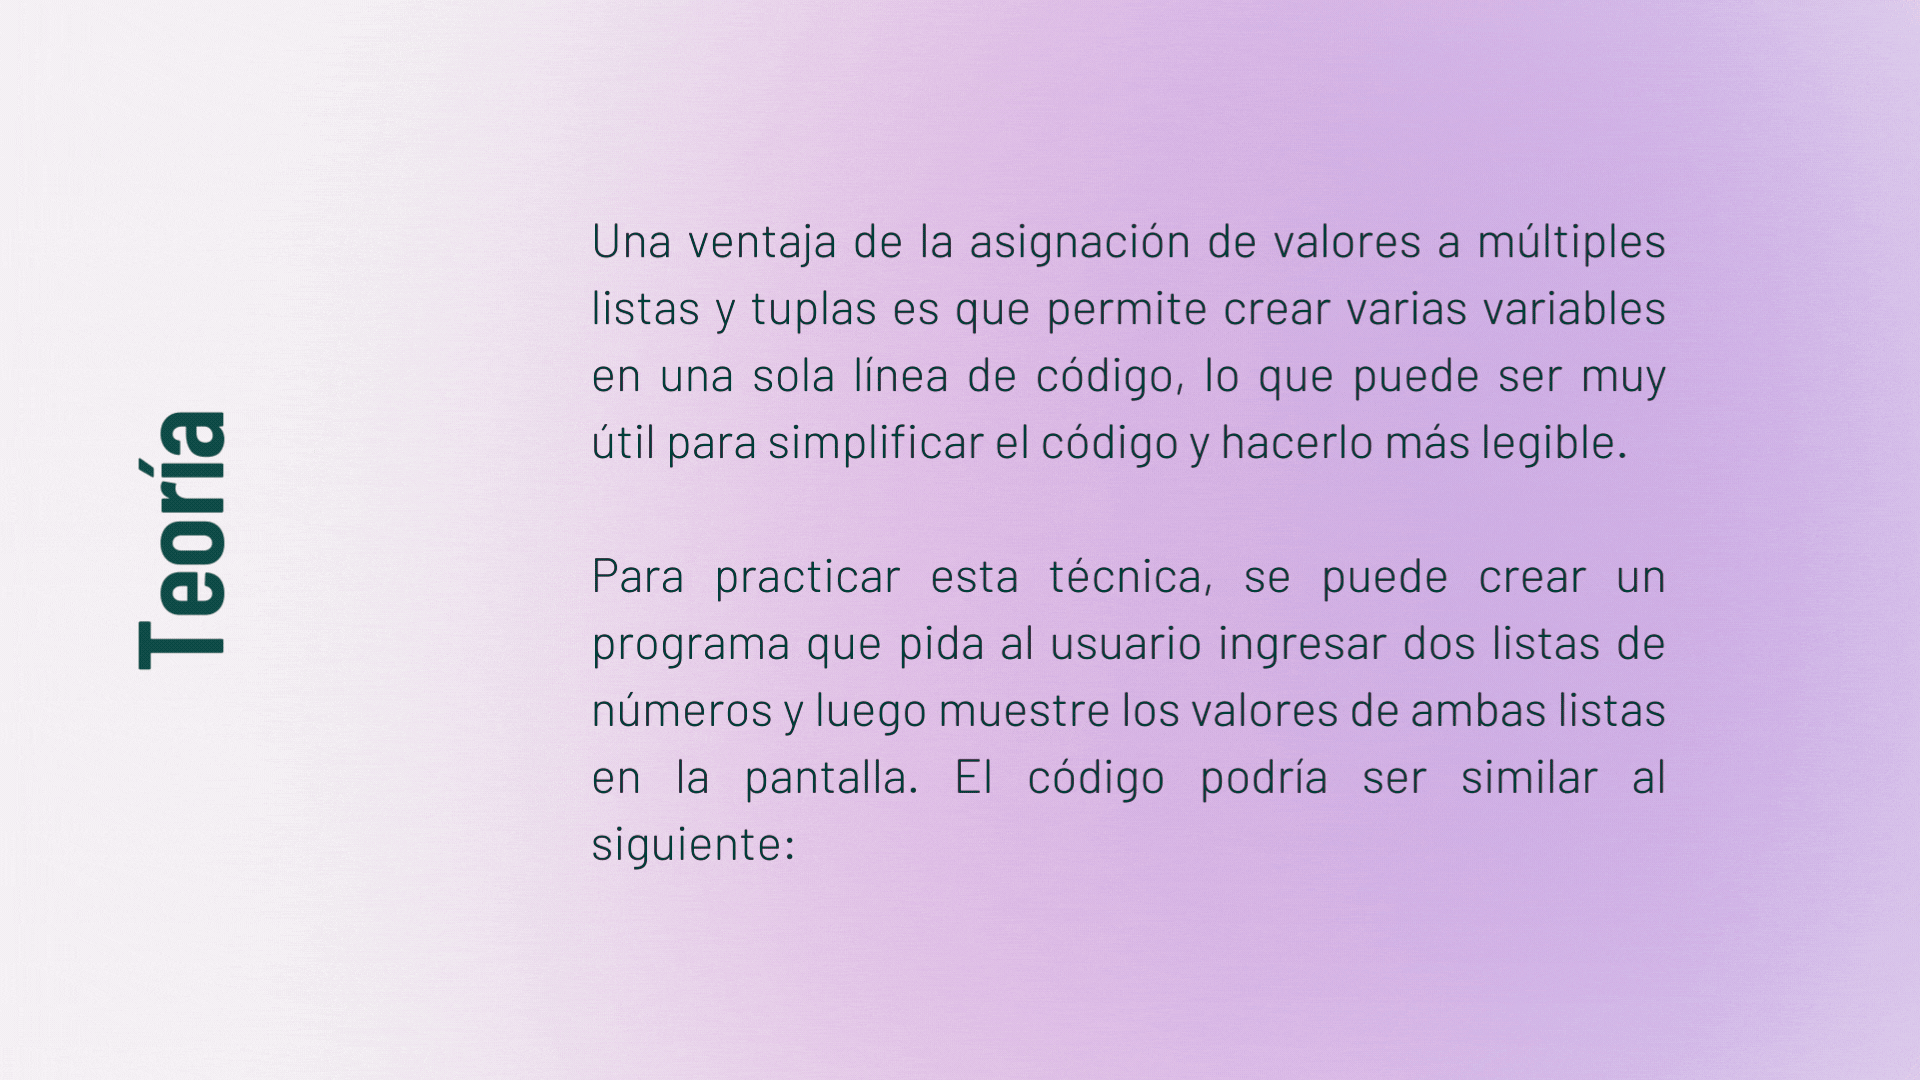 Teoría
Una ventaja de la asignación de valores a múltiples
listas y tuplas es que permite crear varias variables
en una sola línea de código, lo que puede ser muy
útil para simplificar el código y hacerlo más legible.
Para practicar esta técnica, se puede crear un
programa que pida al usuario ingresar dos listas de
números y luego muestre los valores de ambas listas
en la pantalla. El código podría ser similar al
siguiente: